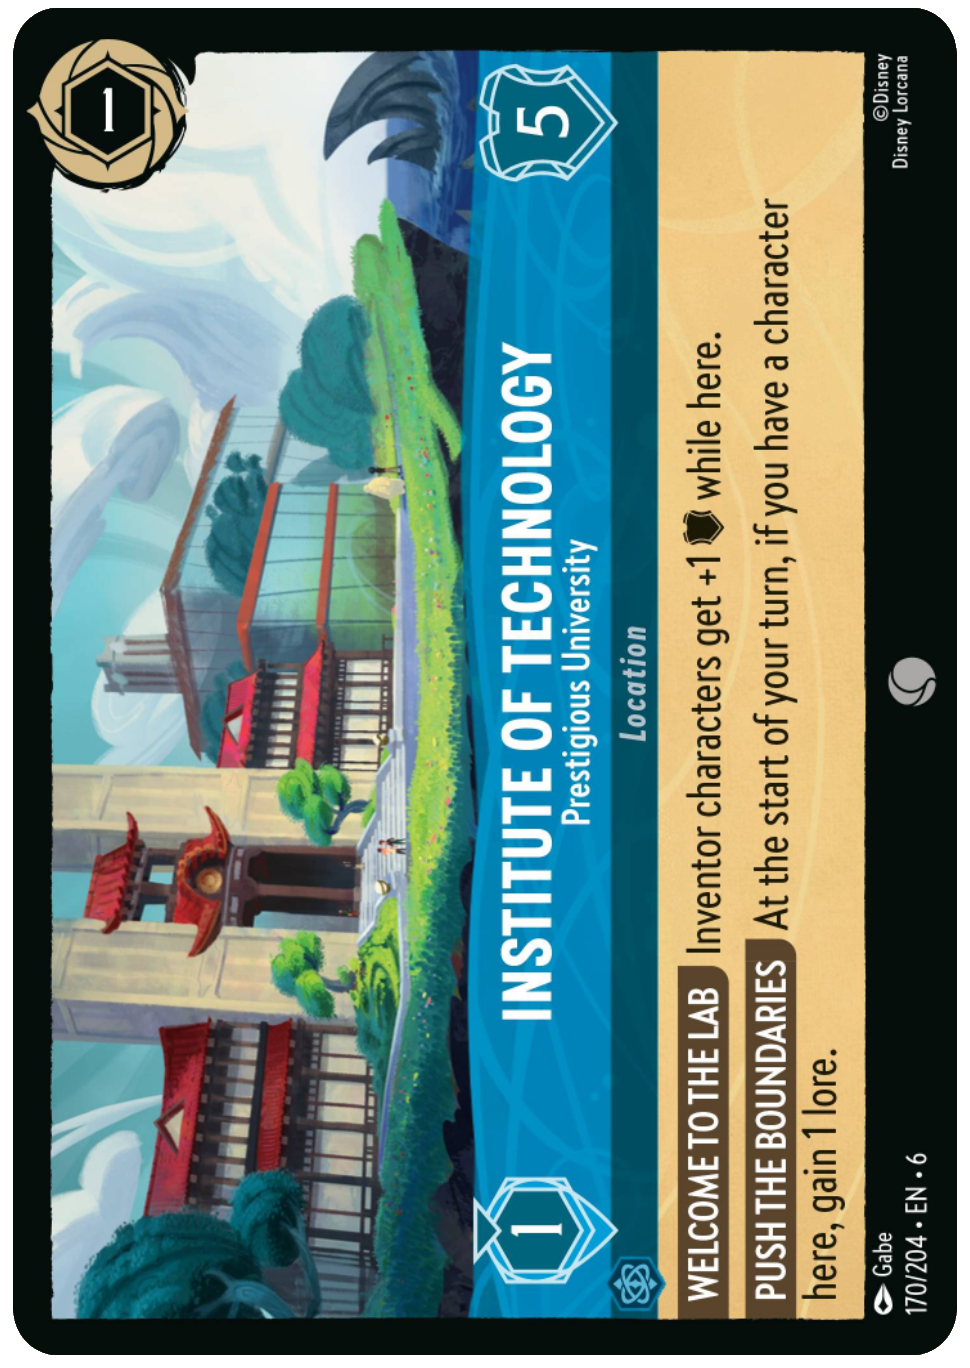 1
1
INSTITUTE OF TECHNOLOGY
5
Prestigious University
Location
WELCOME TO THE LAB Inventor characters get +1 while here.
PUSH THE BOUNDARIES At the start of your turn, if you have a character
here, gain 1 lore.
Gabe
©Disney
170/204 • EN • 6
Disney Lorcana